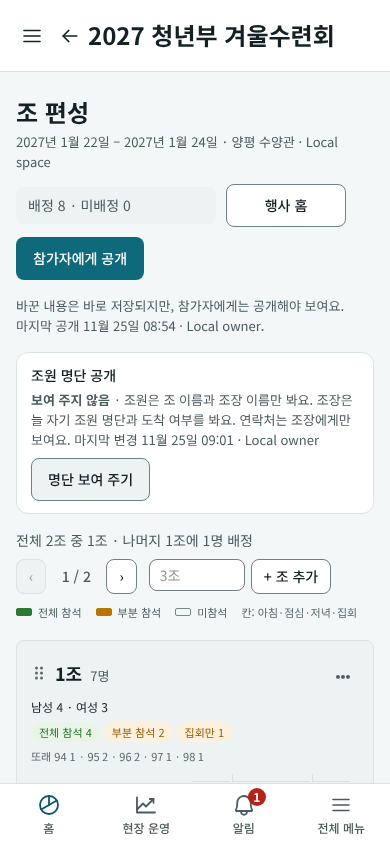 2027 청년부 겨울수련회
조 편성
2027년 1월 22일 – 2027년 1월 24일 · 양평 수양관 · Local
space
배정 8 · 미배정 0
행사 홈
참가자에게 공개
바꾼 내용은 바로 저장되지만, 참가자에게는 공개해야 보여요.
마지막 공개 11월 25일 08:54 · Local owner.
조원 명단 공개
보여 주지 않음 · 조원은 조 이름과 조장 이름만 봐요. 조장은
늘 자기 조원 명단과 도착 여부를 봐요. 연락처는 조장에게만
보여요. 마지막 변경 11월 25일 09:01 · Local owner
명단 보여 주기
전체 2조 중 1조 · 나머지 1조에 1명 배정
‹ 1 / 2 › 3조 + 조 추가
전체 참석 부분 참석 미참석 칸: 아침·점심·저녁·집회
1조 7명
남성 4 · 여성 3
전체 참석 4 부분 참석 2 집회만 1
또래 94 1 · 95 2 · 96 2 · 97 1 · 98 1
1
홈 현장 운영 알림 전체 메뉴